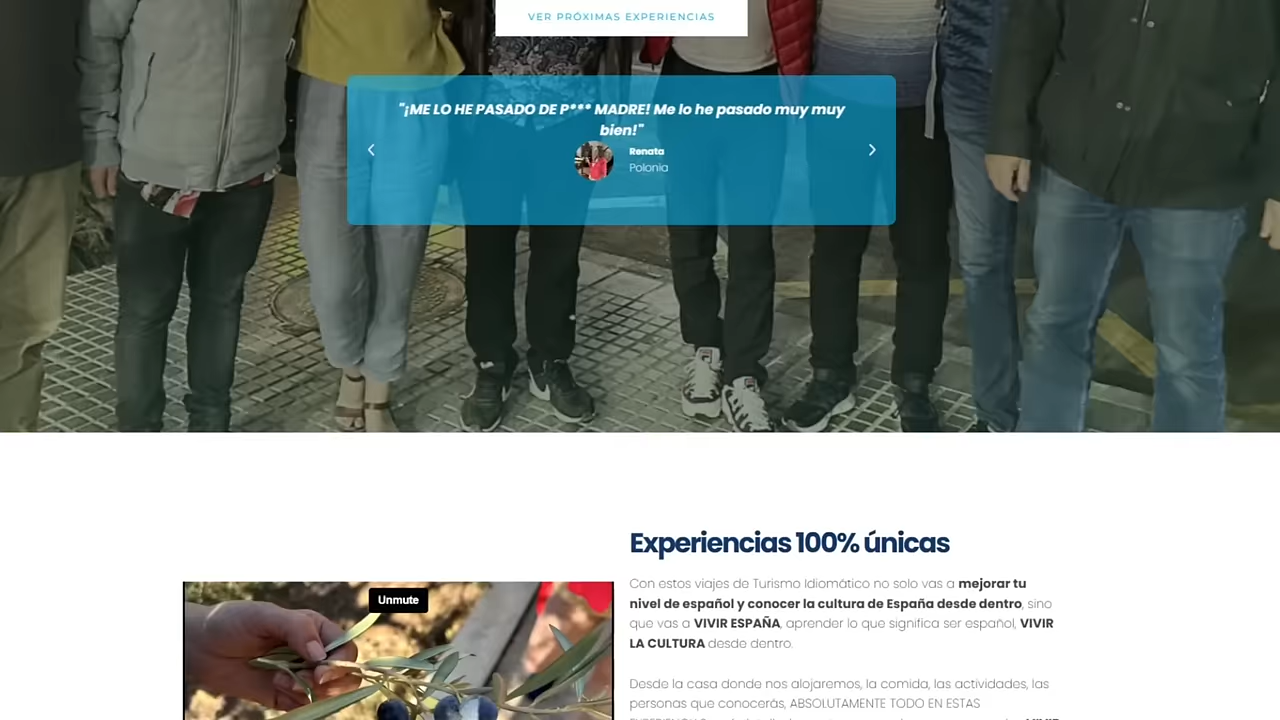 VER PRÓXIMAS EXPERIENCIAS
"¡ME LO HE PASADO DE P*** MADRE! Me lo he pasado muy muy
bien!"
Renata
Polonia
Experiencias 100% únicas
Con estos viajes de Turismo Idiomático no solo vas a mejorar tu
nivel de español y conocer la cultura de España desde dentro, sino
que vas a VIVIR ESPAÑA, aprender lo que significa ser español, VIVIR
LA CULTURA desde dentro.
Unmute
Desde la casa donde nos alojaremos, la comida, las actividades, las
personas que conocerás, ABSOLUTAMENTE TODO EN ESTAS